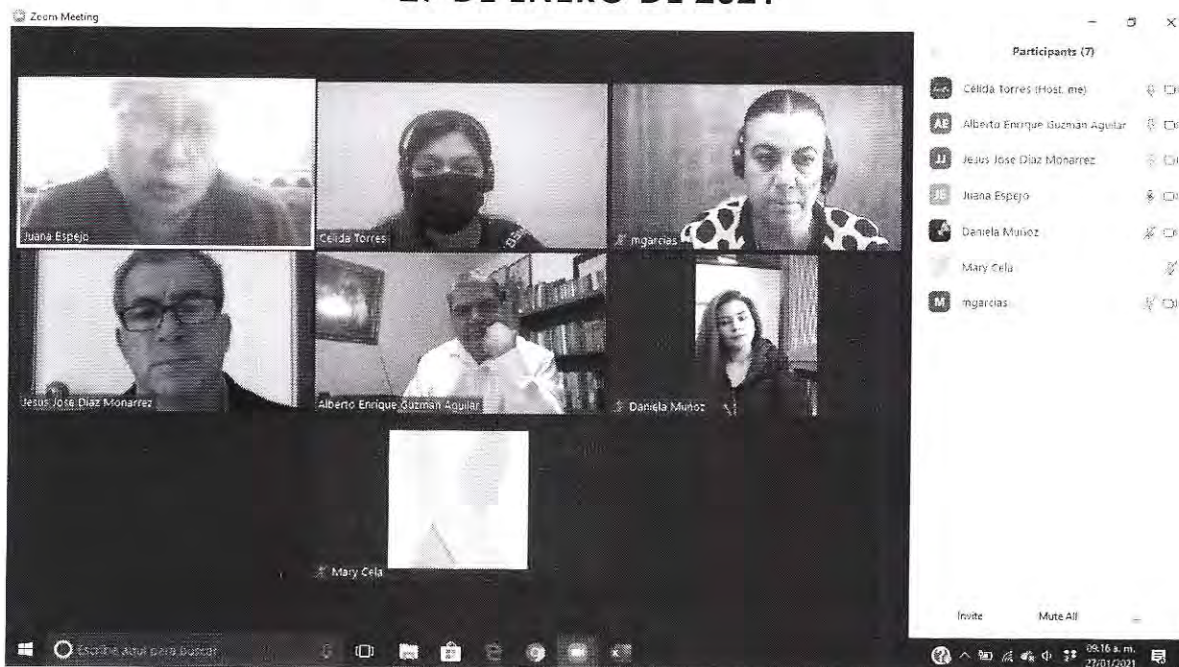 27 DE ENERO DE 2021
Zoom Meeting
Participants (7)
Juana Espejo
Célida Torres
mgarcias
Jesus Jose Diaz Monarrez
Alberto Enrique Guzmán Aguilar
Daniela Muñoz
Mary Cela
Célida Torres (Host, me)
AE Alberto Enrique Guzmán Aguilar
JJ Jesus Jose Diaz Monarrez
JE Juana Espejo
Daniela Muñoz
Mary Cela
M mgarcias
Invite Mute All
Escribe aquí para buscar
09:16 a. m.
27/01/2021